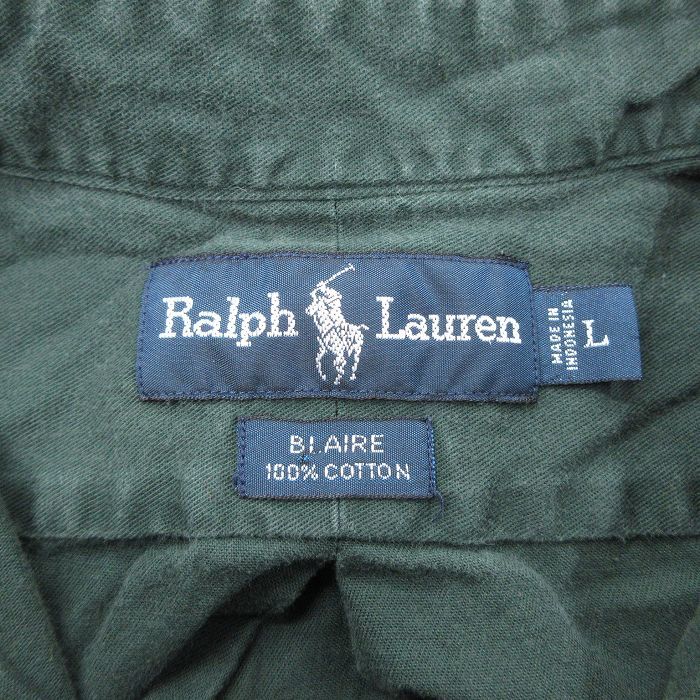 Ralph Lauren
MADE IN
INDONESIA
L
BLAIRE
100% COTTON